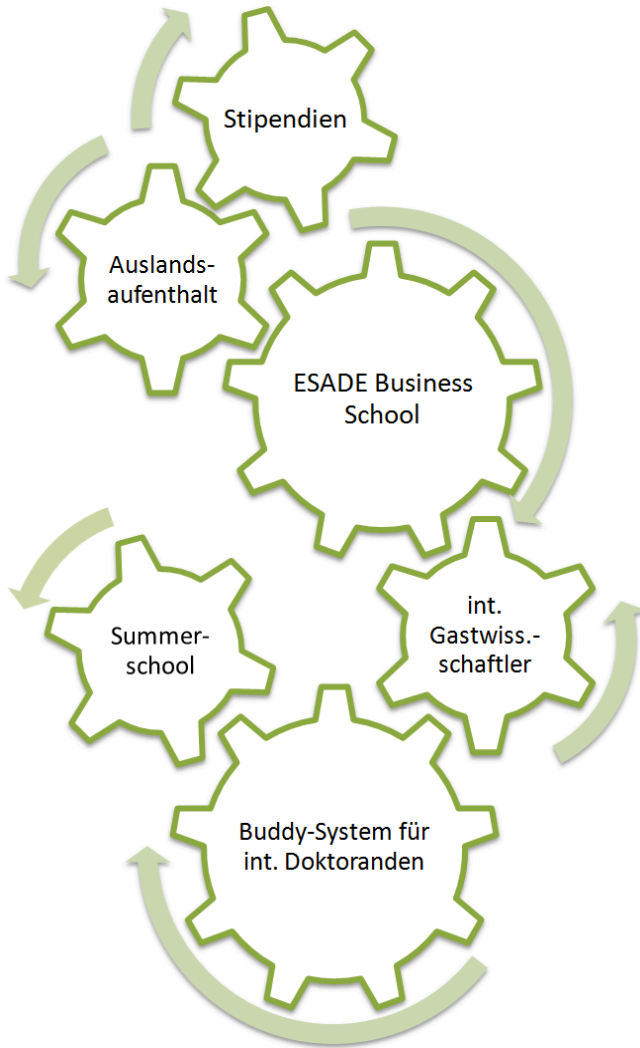 Stipendien
Auslands-
aufenthalt
ESADE Business
School
int.
Gastwiss.-
schaftler
Summer-
school
Buddy-System für
int. Doktoranden